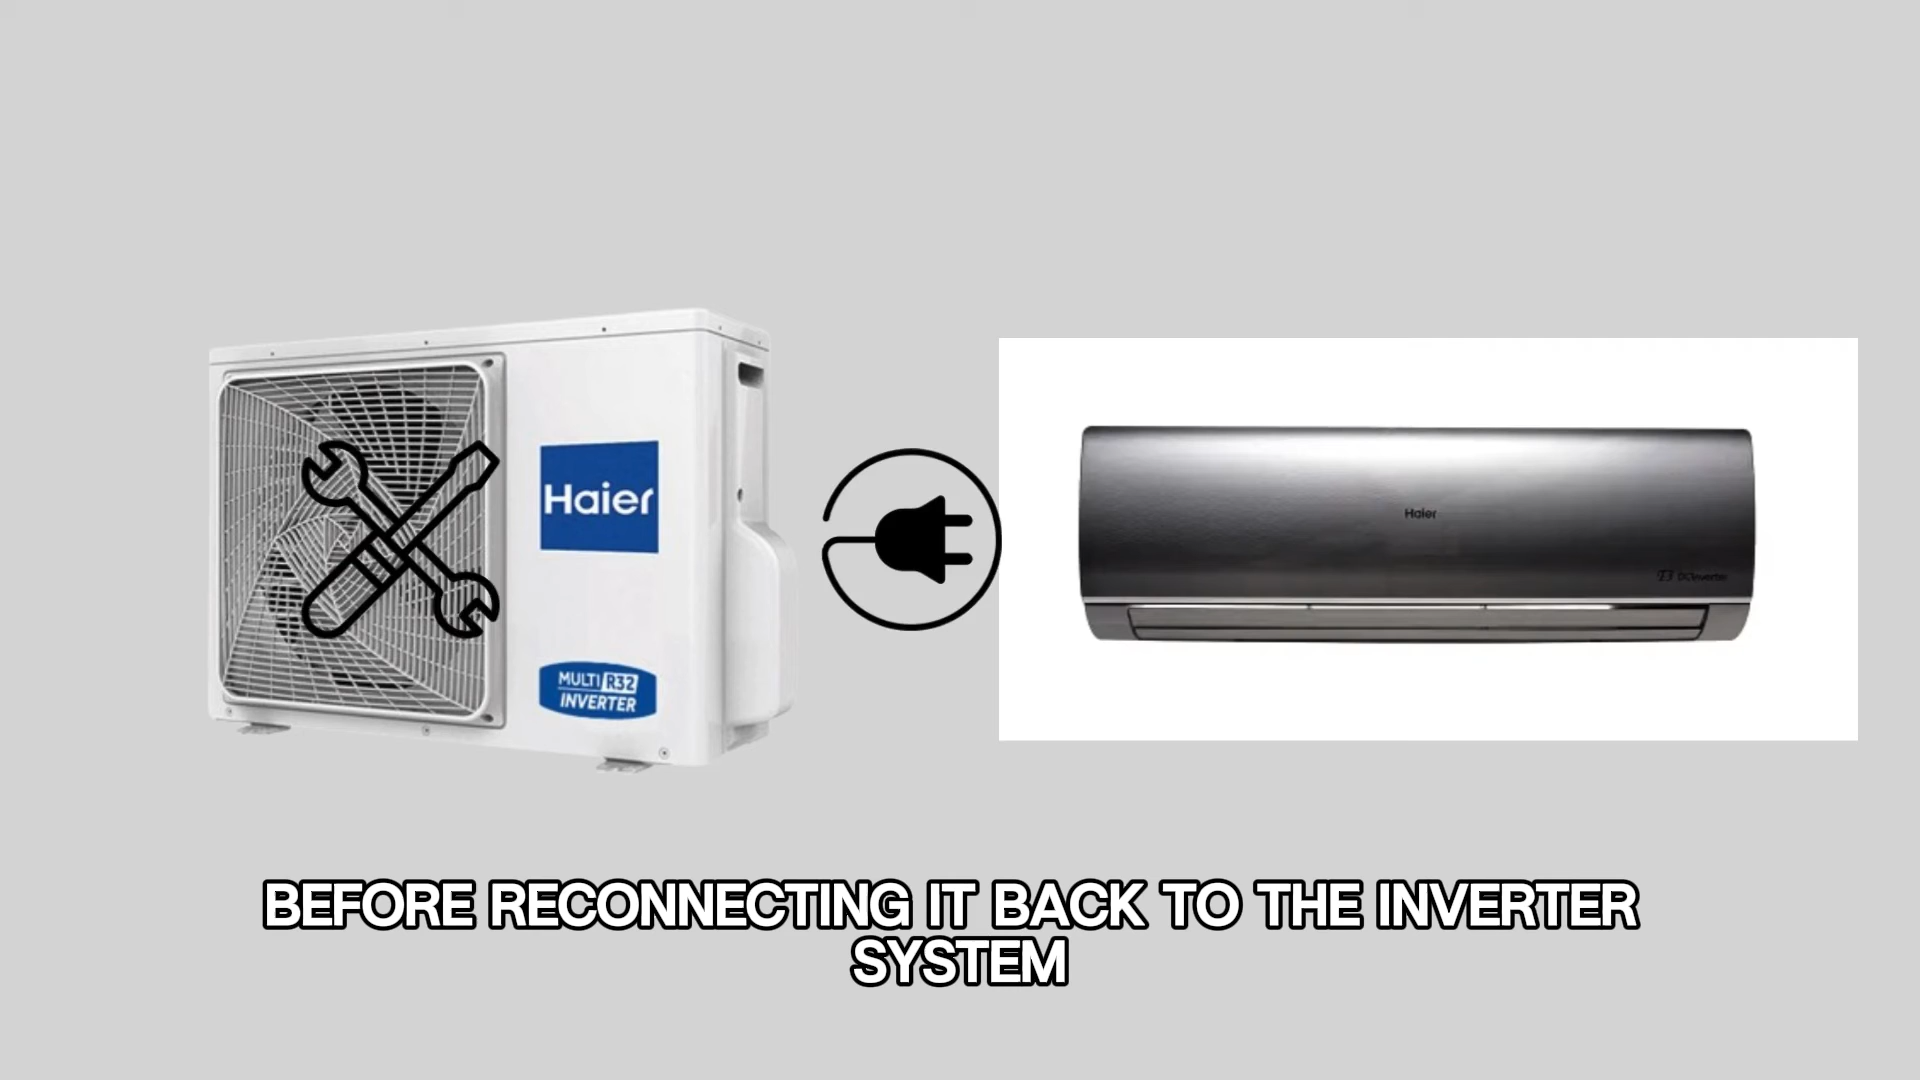 Haier
MULTI R32
INVERTER
Haier
DC Inverter
BEFORE RECONNECTING IT BACK TO THE INVERTER
SYSTEM